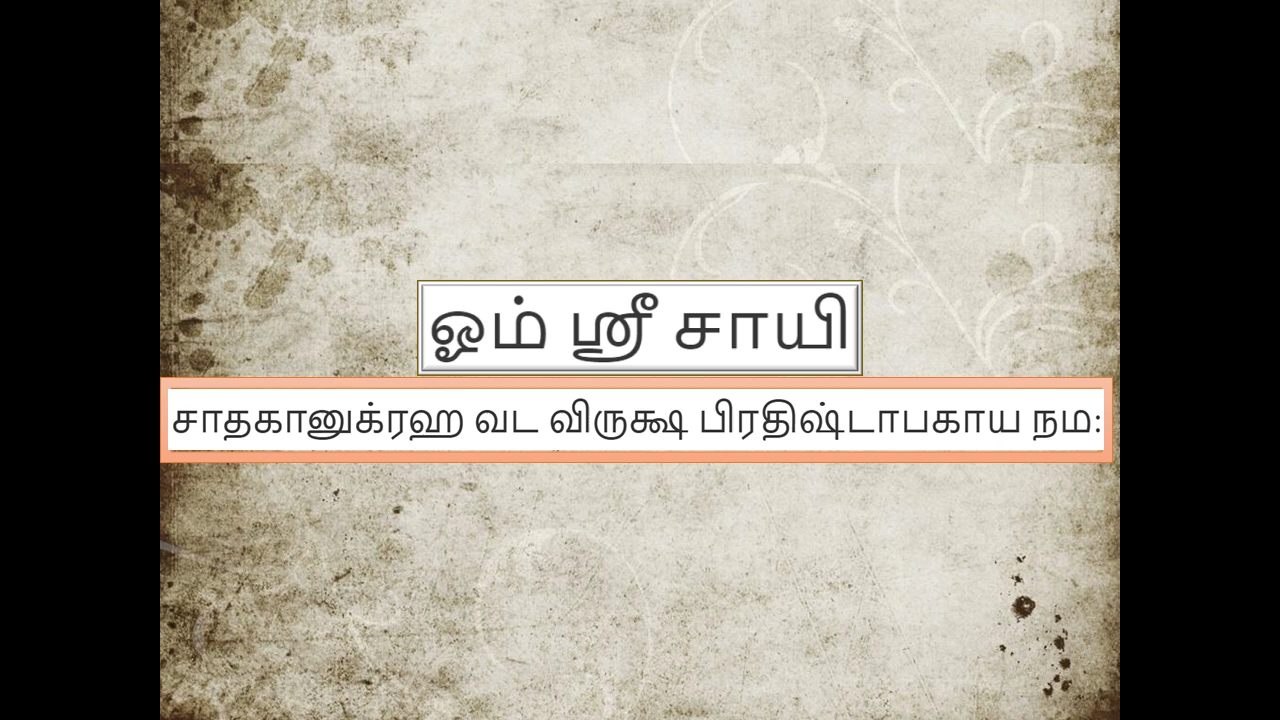 ஓம் ஸ்ரீ சாயி
சாதகானுக்ரஹ வட விருக்ஷ பிரதிஷ்டாபகாய நம: